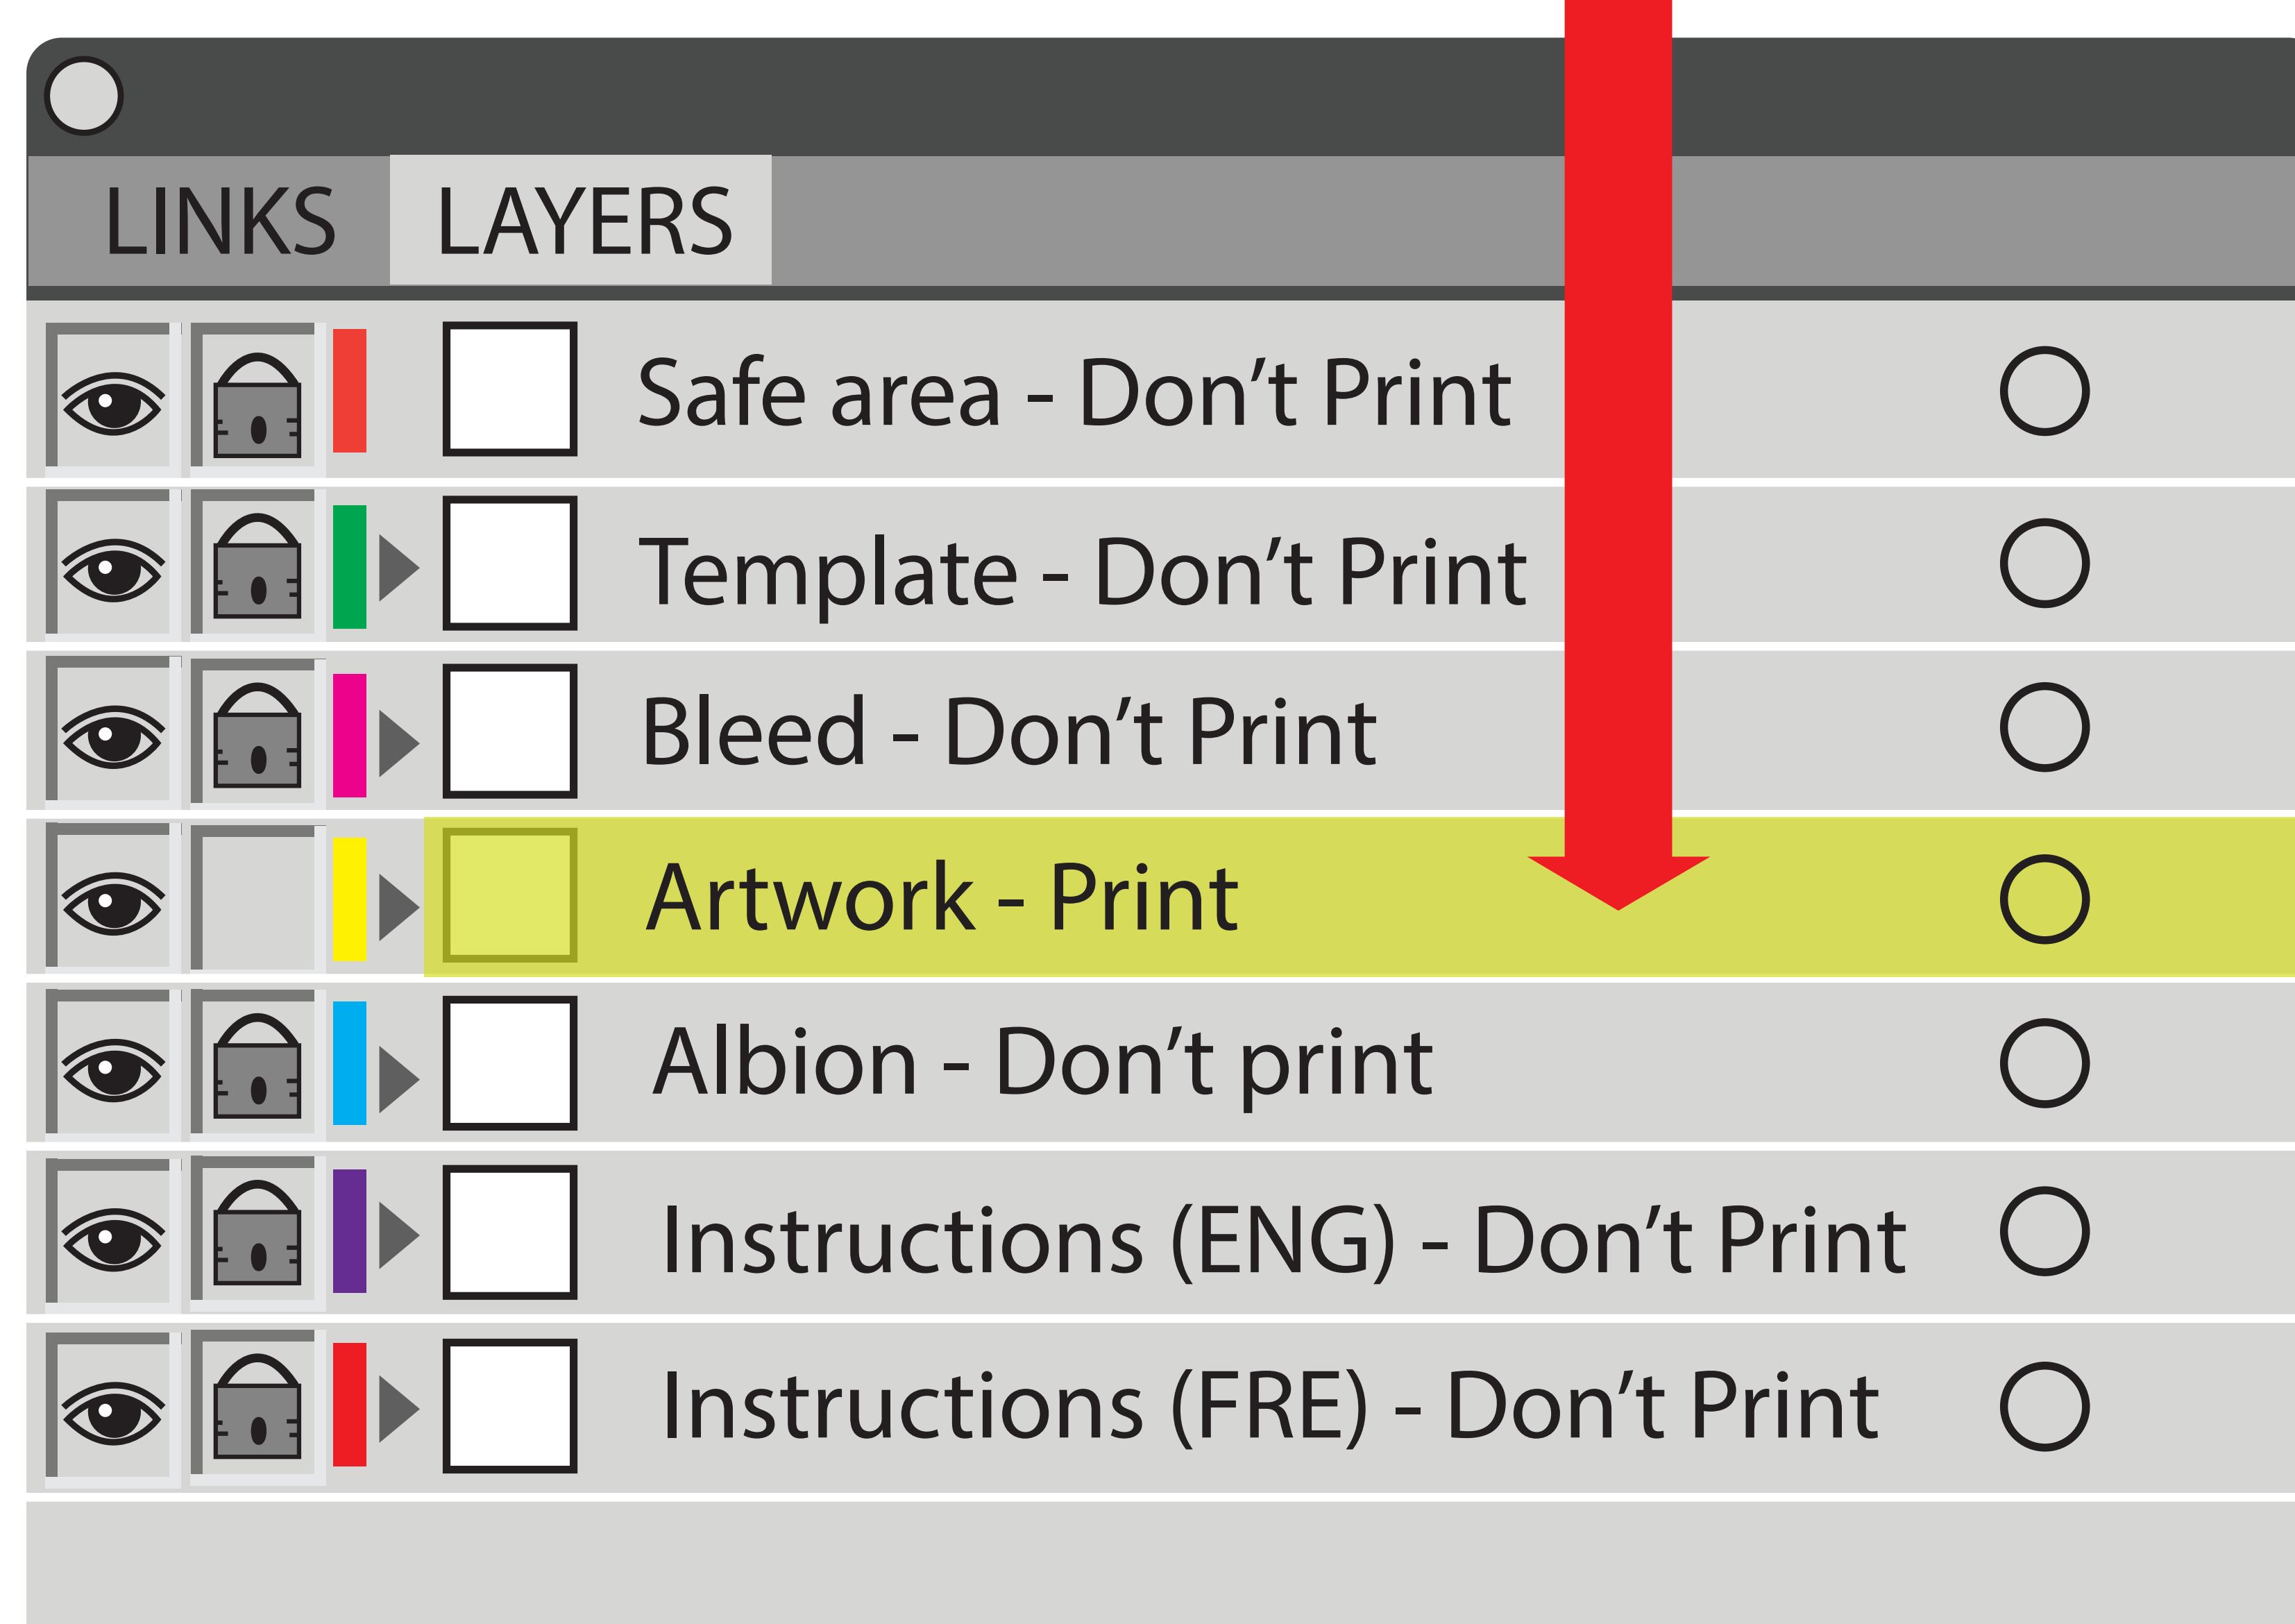 LINKS LAYERS
Safe area - Don’t Print
Template - Don’t Print
Bleed - Don’t Print
Artwork - Print
Albion - Don’t print
Instructions (ENG) - Don’t Print
Instructions (FRE) - Don’t Print